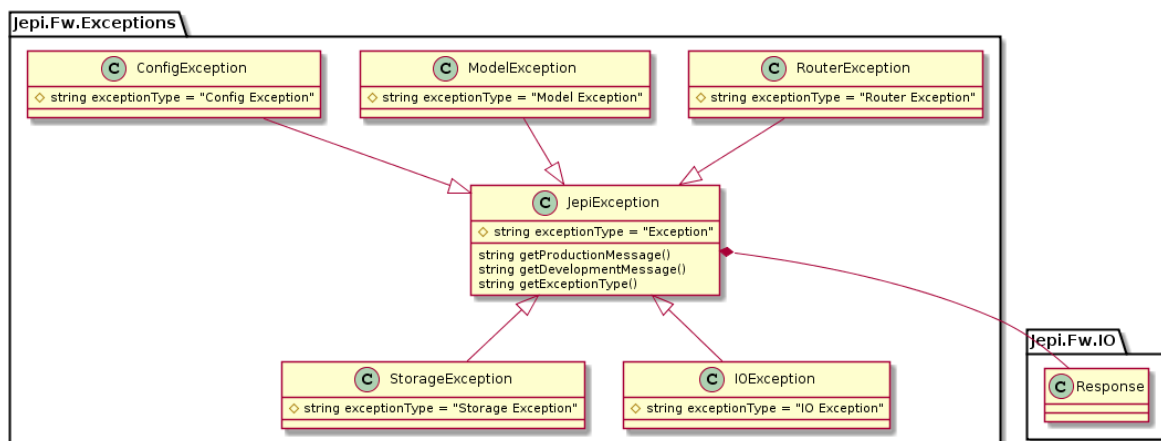 Jepi.Fw.Exceptions
C ConfigException
string exceptionType = "Config Exception"
C ModelException
string exceptionType = "Model Exception"
C RouterException
string exceptionType = "Router Exception"
C JepiException
string exceptionType = "Exception"
string getProductionMessage()
string getDevelopmentMessage()
string getExceptionType()
C StorageException
string exceptionType = "Storage Exception"
C IOException
string exceptionType = "IO Exception"
Jepi.Fw.IO
C Response